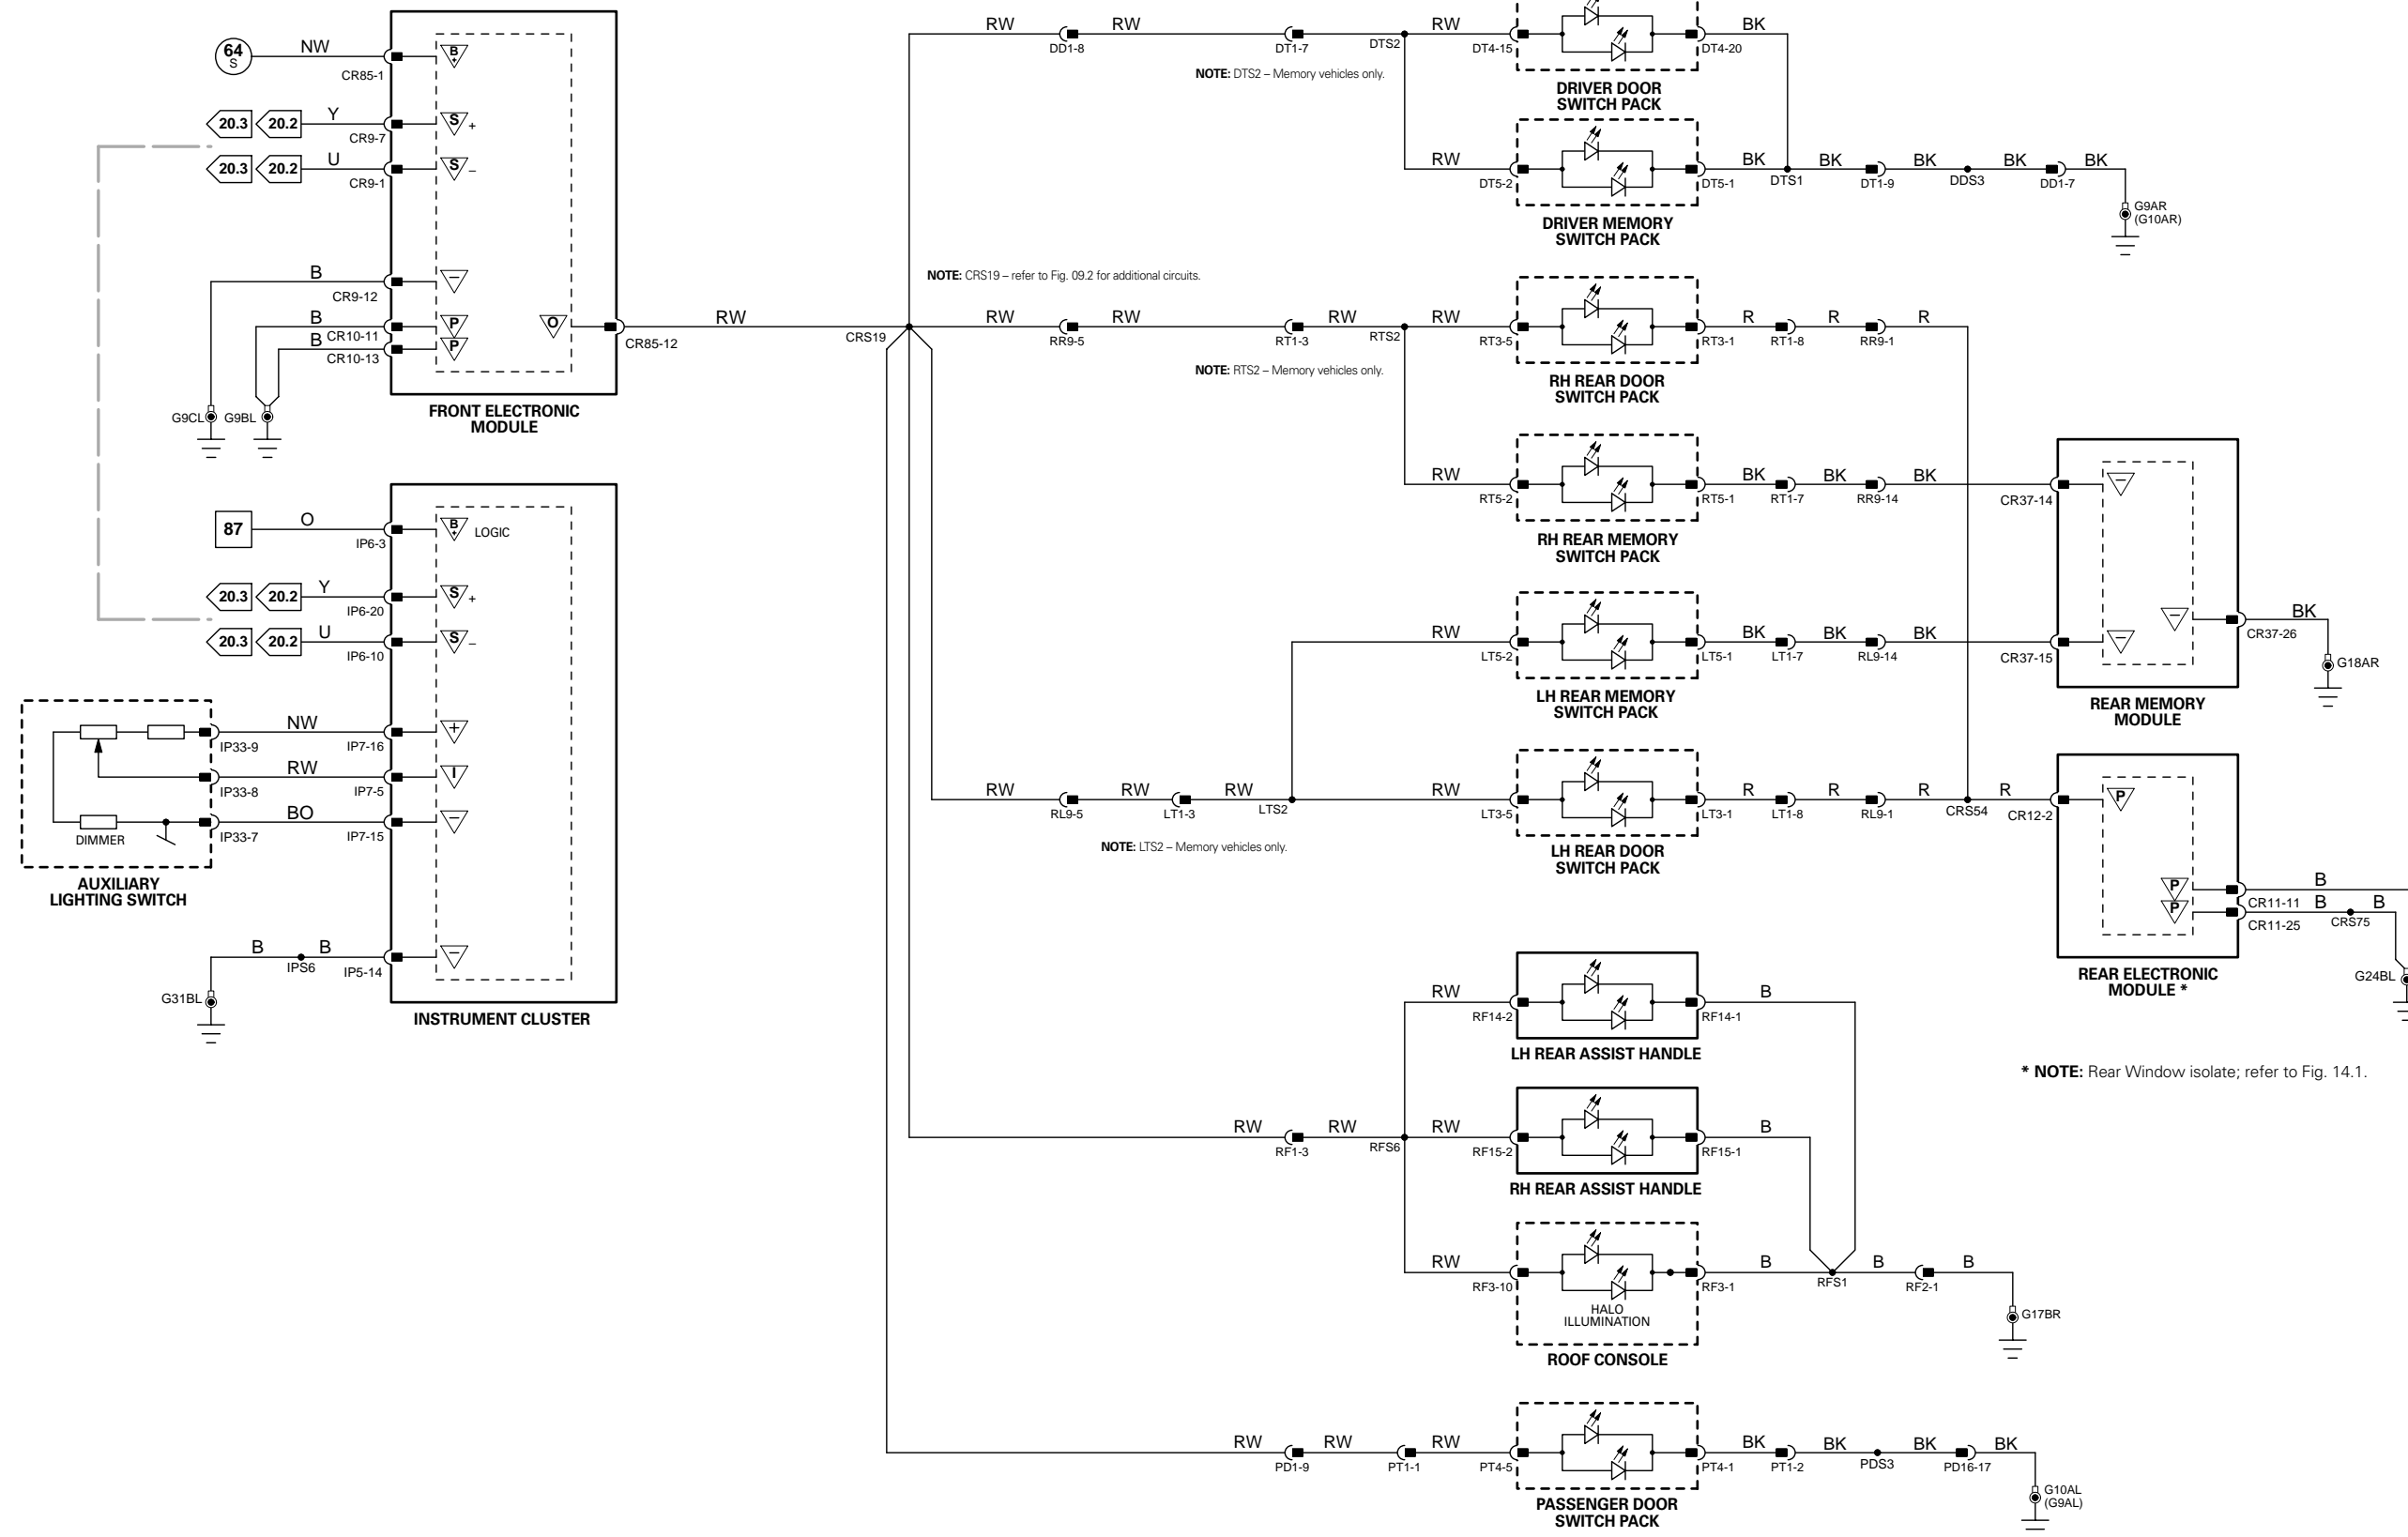 64
S
NW
CR85-1
B
+
20.3
20.2
Y
CR9-7
S
+
20.3
20.2
U
CR9-1
S
–
B
CR9-12
–
B
CR10-11
P
B
CR10-13
P
O
CR85-12
RW
G9CL
G9BL
FRONT ELECTRONIC
MODULE
87
O
IP6-3
B
+
LOGIC
20.3
20.2
Y
IP6-20
S
+
20.3
20.2
U
IP6-10
S
–
IP33-9
NW
IP7-16
+
IP33-8
RW
IP7-5
I
IP33-7
BO
IP7-15
–
DIMMER
AUXILIARY
LIGHTING SWITCH
B
IPS6
B
IP5-14
–
G31BL
INSTRUMENT CLUSTER
CRS19
NOTE: CRS19 – refer to Fig. 09.2 for additional circuits.
RW
DD1-8
RW
DT1-7
DTS2
RW
DT4-15
DT4-20
BK
NOTE: DTS2 – Memory vehicles only.
DRIVER DOOR
SWITCH PACK
RW
DT5-2
DT5-1
BK
DTS1
BK
DT1-9
BK
DDS3
BK
DD1-7
BK
G9AR
(G10AR)
DRIVER MEMORY
SWITCH PACK
RW
RR9-5
RW
RT1-3
RW
RTS2
RW
RT3-5
RT3-1
R
RT1-8
R
RR9-1
R
NOTE: RTS2 – Memory vehicles only.
RH REAR DOOR
SWITCH PACK
RW
RT5-2
RT5-1
BK
RT1-7
BK
RR9-14
BK
CR37-14
–
RH REAR MEMORY
SWITCH PACK
RW
LT5-2
LT5-1
BK
LT1-7
BK
RL9-14
BK
CR37-15
–
–
CR37-26
BK
G18AR
LH REAR MEMORY
SWITCH PACK
REAR MEMORY
MODULE
RW
RL9-5
RW
LT1-3
RW
LTS2
RW
LT3-5
LT3-1
R
LT1-8
R
RL9-1
R
CRS54
R
CR12-2
P
NOTE: LTS2 – Memory vehicles only.
LH REAR DOOR
SWITCH PACK
P
CR11-11
B
P
CR11-25
B
CRS75
B
G24BL
REAR ELECTRONIC
MODULE *
* NOTE: Rear Window isolate; refer to Fig. 14.1.
RW
RF14-2
RF14-1
B
LH REAR ASSIST HANDLE
RW
RF1-3
RW
RFS6
RW
RF15-2
RF15-1
B
RH REAR ASSIST HANDLE
RW
RF3-10
HALO
ILLUMINATION
RF3-1
B
RFS1
B
RF2-1
B
G17BR
ROOF CONSOLE
RW
PD1-9
RW
PT1-1
RW
PT4-5
PT4-1
BK
PT1-2
BK
PDS3
BK
PD16-17
BK
G10AL
(G9AL)
PASSENGER DOOR
SWITCH PACK